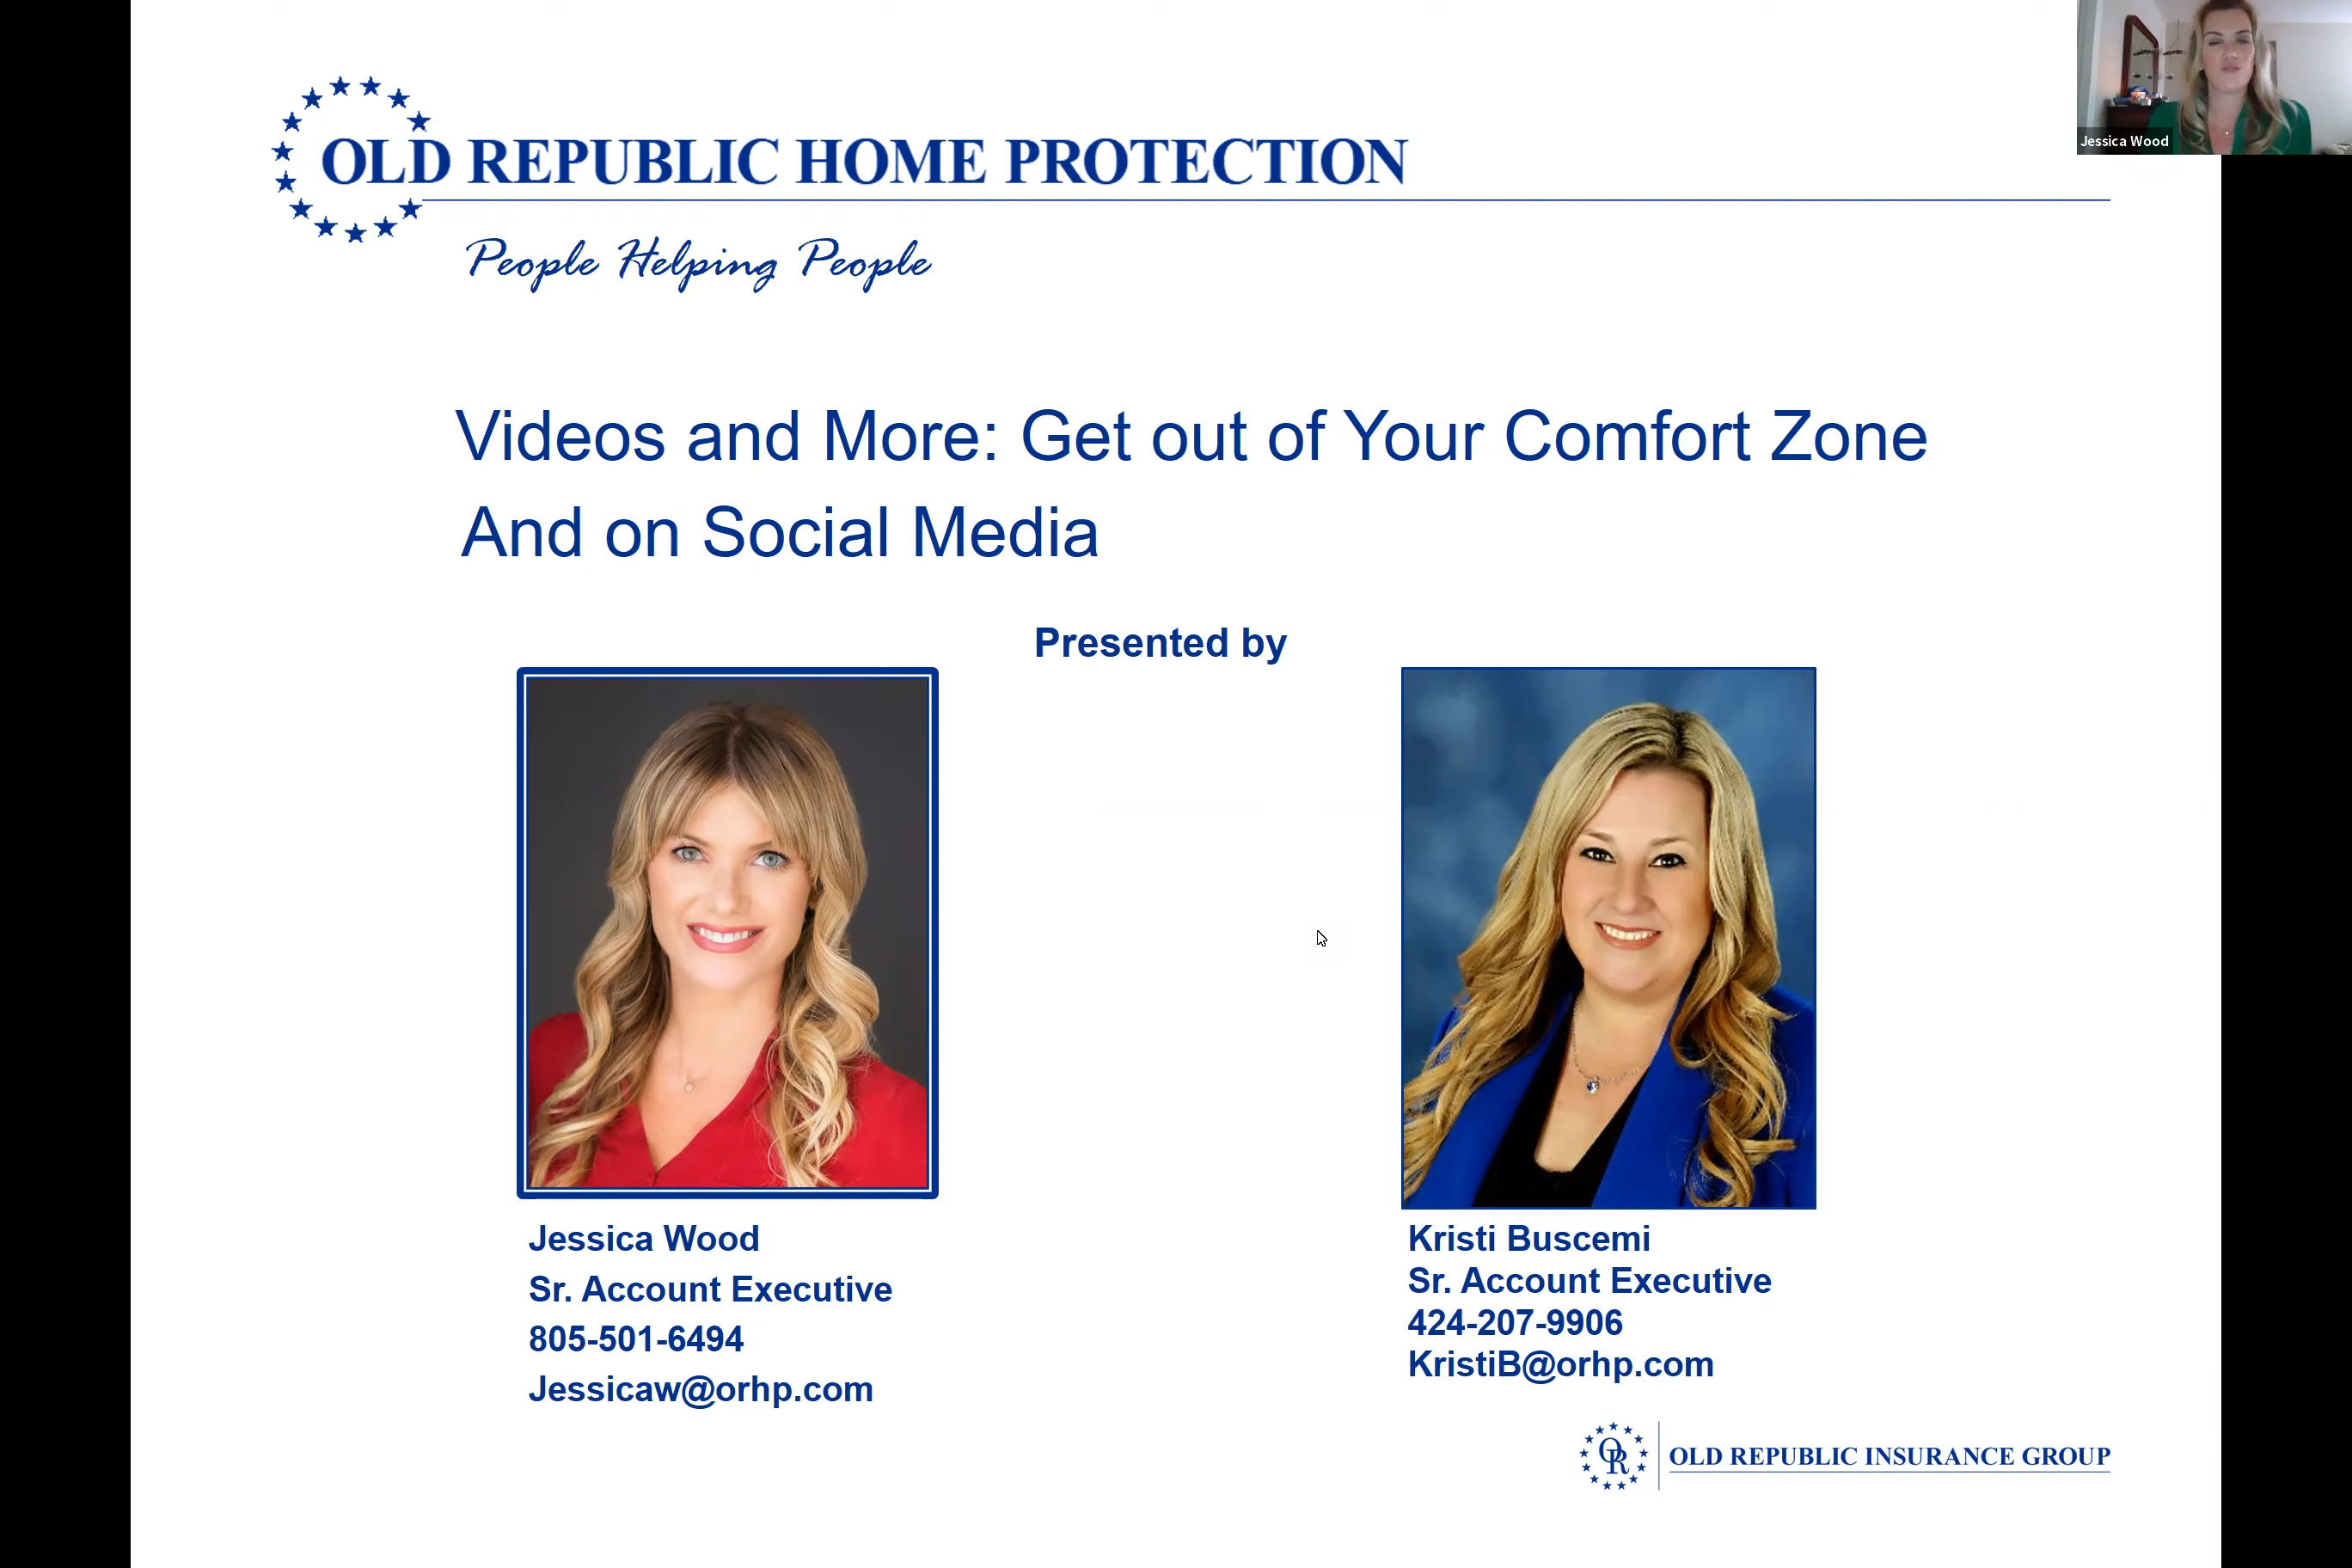 Jessica Wood
OLD REPUBLIC HOME PROTECTION
People Helping People
Videos and More: Get out of Your Comfort Zone
And on Social Media
Presented by
Jessica Wood
Sr. Account Executive
805-501-6494
Jessicaw@orhp.com
Kristi Buscemi
Sr. Account Executive
424-207-9906
KristiB@orhp.com
OR
OLD REPUBLIC INSURANCE GROUP